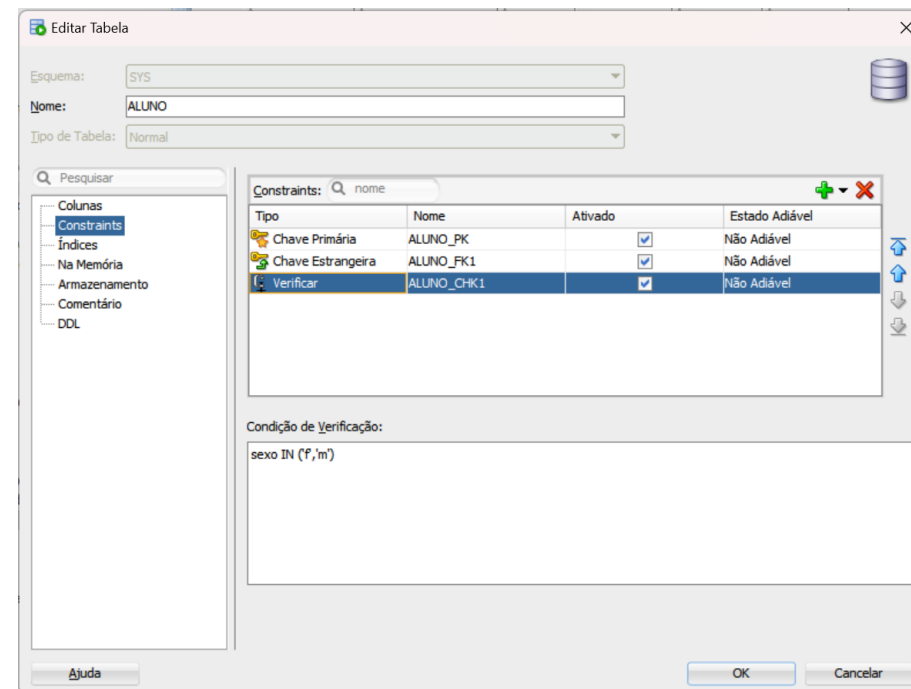 Editar Tabela
Esquema: SYS
Nome: ALUNO
Tipo de Tabela: Normal
Pesquisar
Colunas
Constraints
Índices
Na Memória
Armazenamento
Comentário
DDL
Constraints: nome
Tipo Nome Ativado Estado Adiável
Chave Primária ALUNO_PK Não Adiável
Chave Estrangeira ALUNO_FK1 Não Adiável
Verificar ALUNO_CHK1 Não Adiável
Condição de Verificação:
sexo IN ('f','m')
Ajuda OK Cancelar